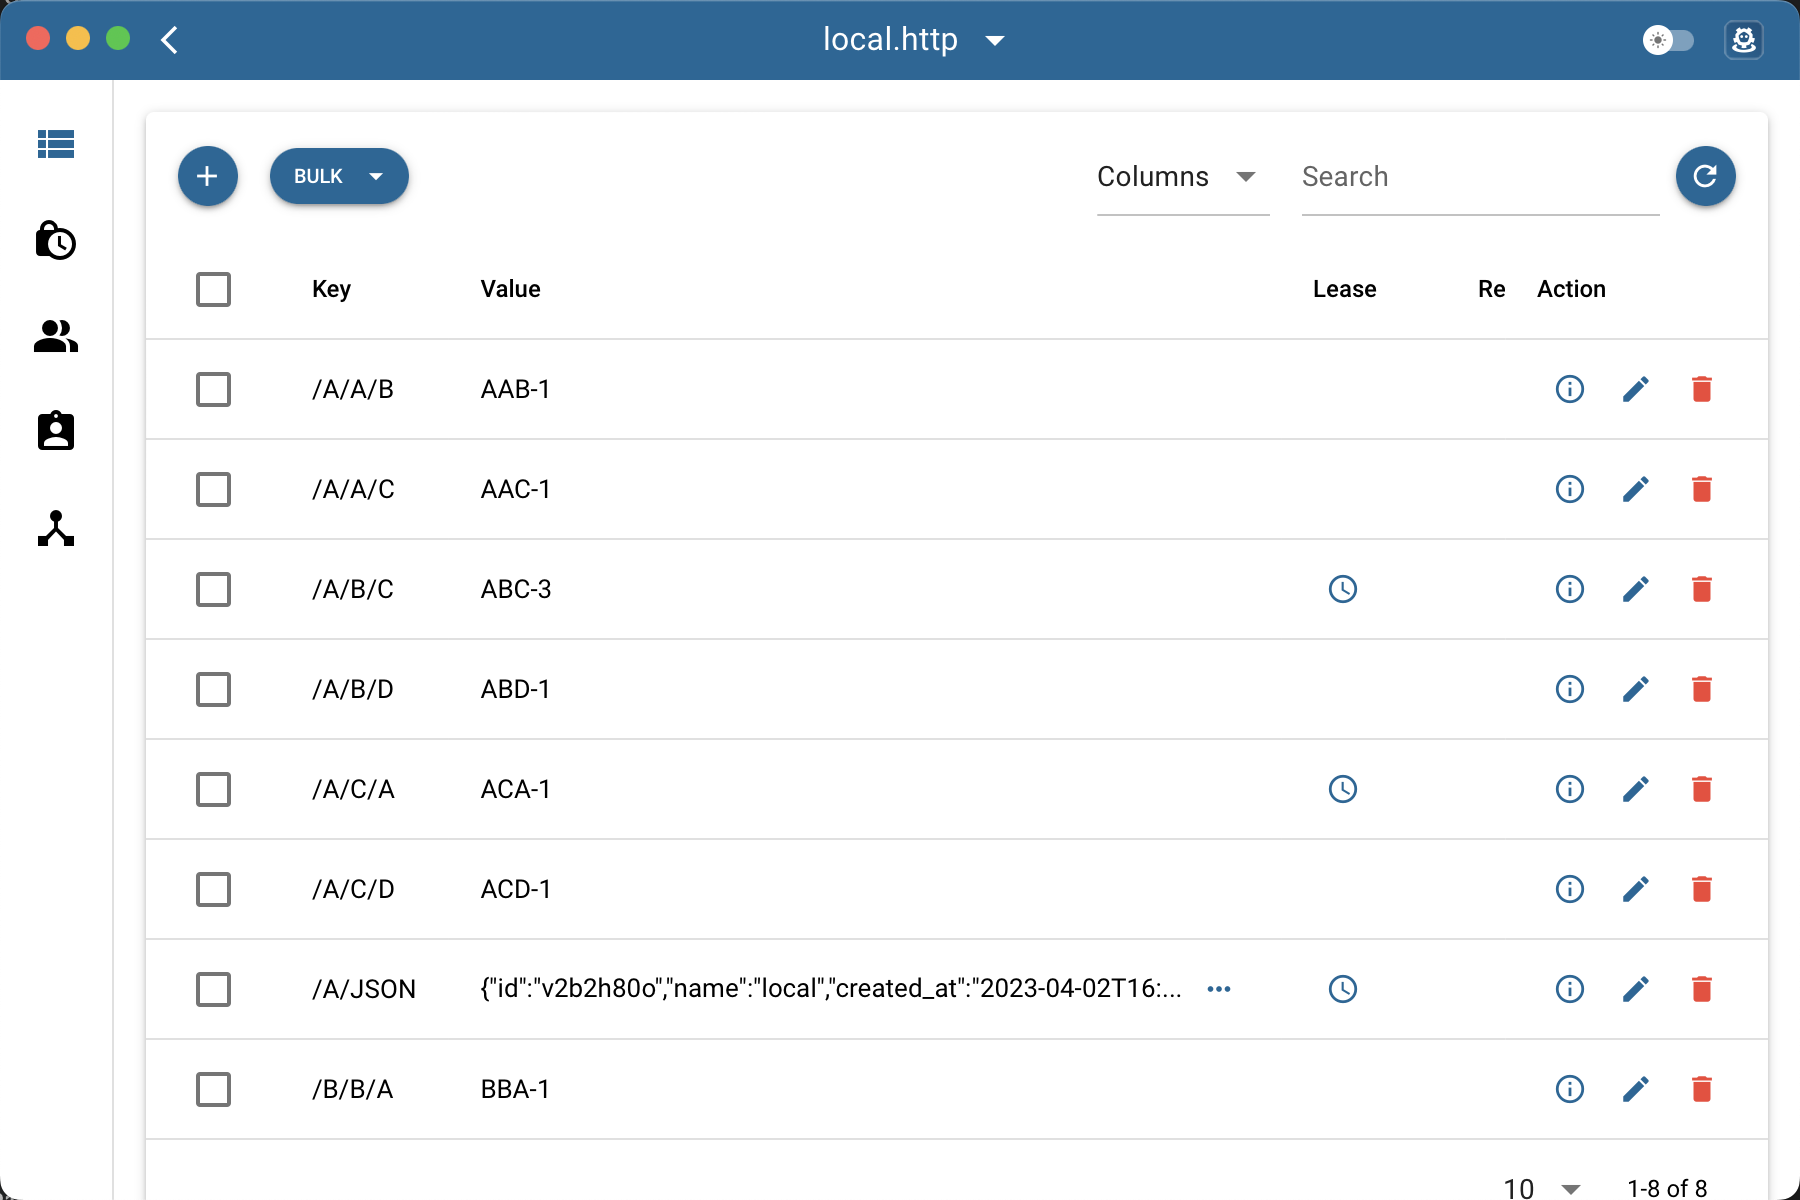 local.http
BULK
Columns
Search
Key Value Lease Re Action
/A/A/B AAB-1
/A/A/C AAC-1
/A/B/C ABC-3
/A/B/D ABD-1
/A/C/A ACA-1
/A/C/D ACD-1
/A/JSON {"id":"v2b2h80o","name":"local","created_at":"2023-04-02T16:...
/B/B/A BBA-1
10 1-8 of 8